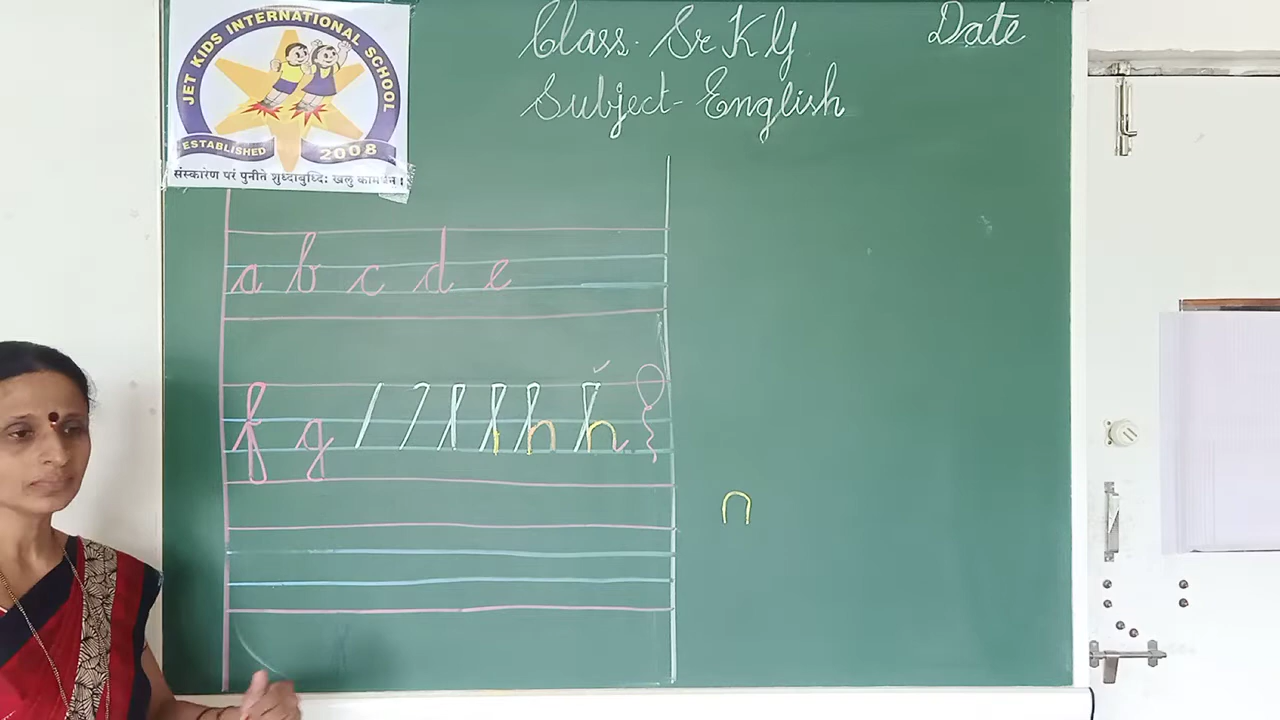 JET KIDS INTERNATIONAL SCHOOL
ESTABLISHED 2008
संस्कारेण परं पुनीते शुध्दाबुध्दिः खलु कामधेनु ।
Class - Sr K G
Date
Subject - English
a b c d e
f g h
n